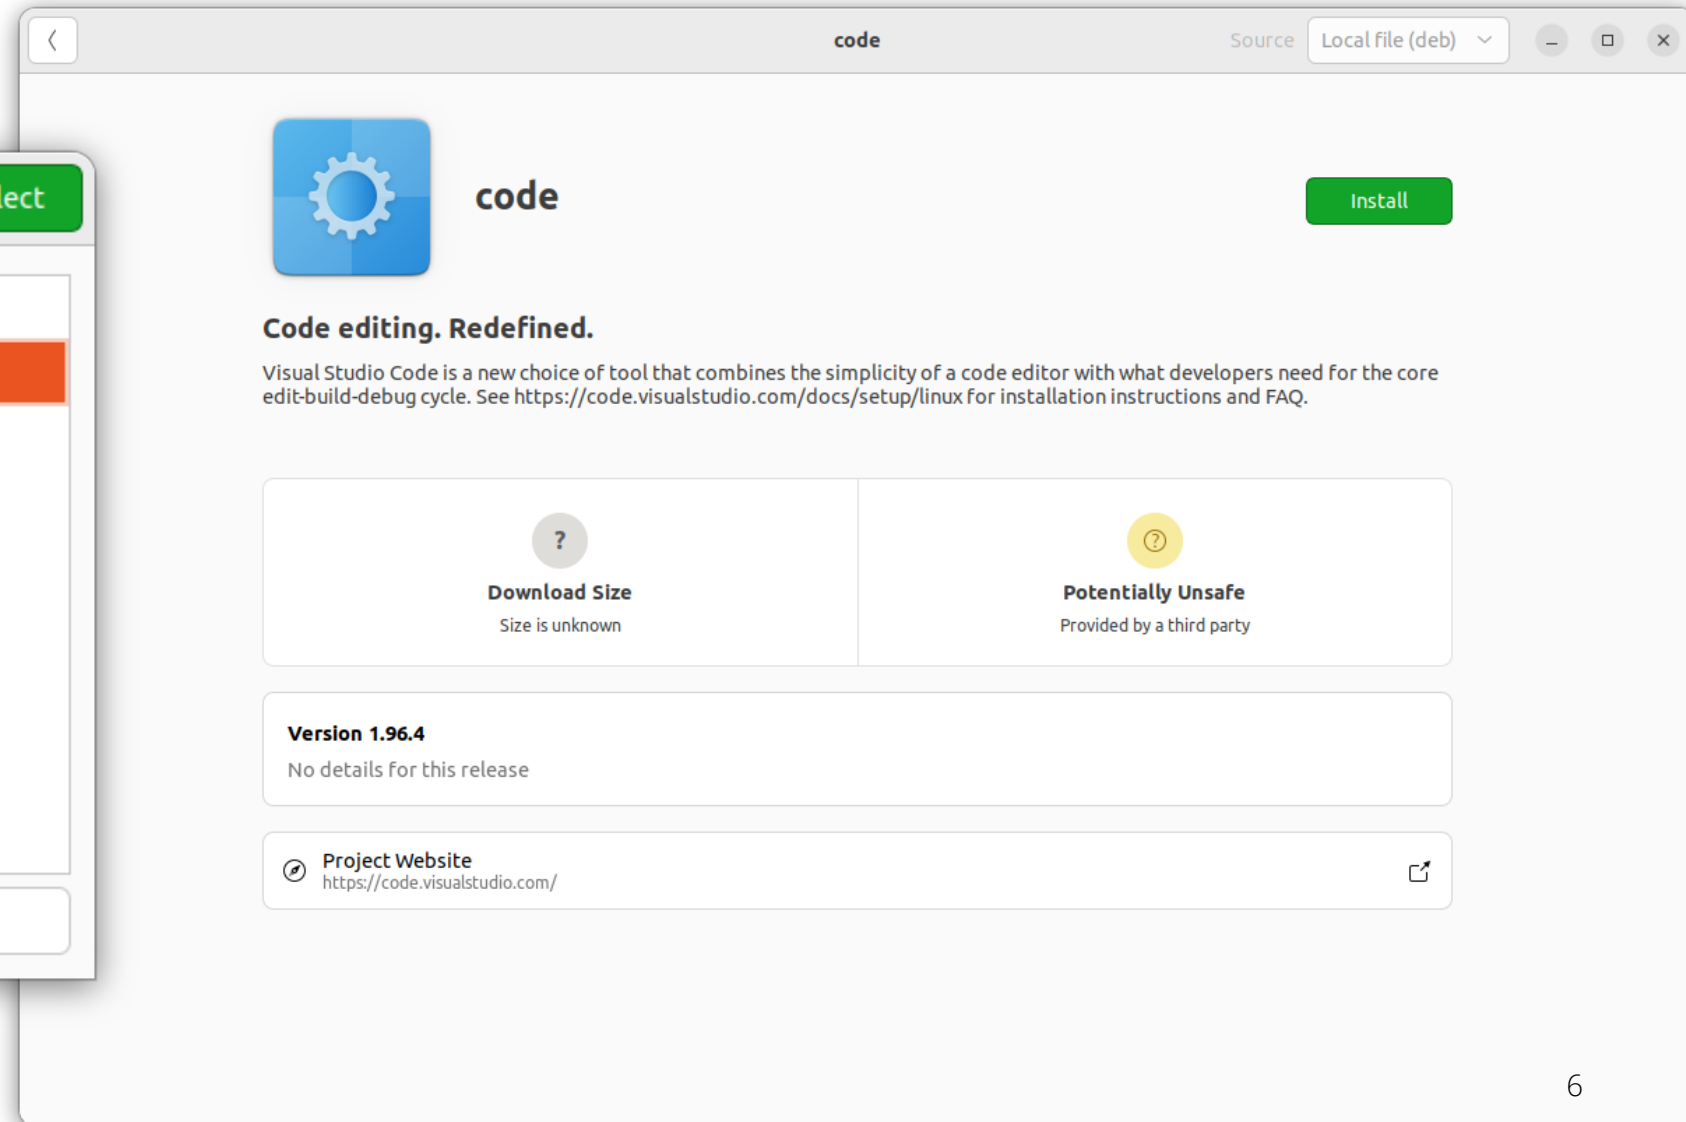 code
Source
Local file (deb)
lect
code
Install
Code editing. Redefined.
Visual Studio Code is a new choice of tool that combines the simplicity of a code editor with what developers need for the core
edit-build-debug cycle. See https://code.visualstudio.com/docs/setup/linux for installation instructions and FAQ.
?
?
Download Size
Potentially Unsafe
Size is unknown
Provided by a third party
Version 1.96.4
No details for this release
Project Website
https://code.visualstudio.com/
6